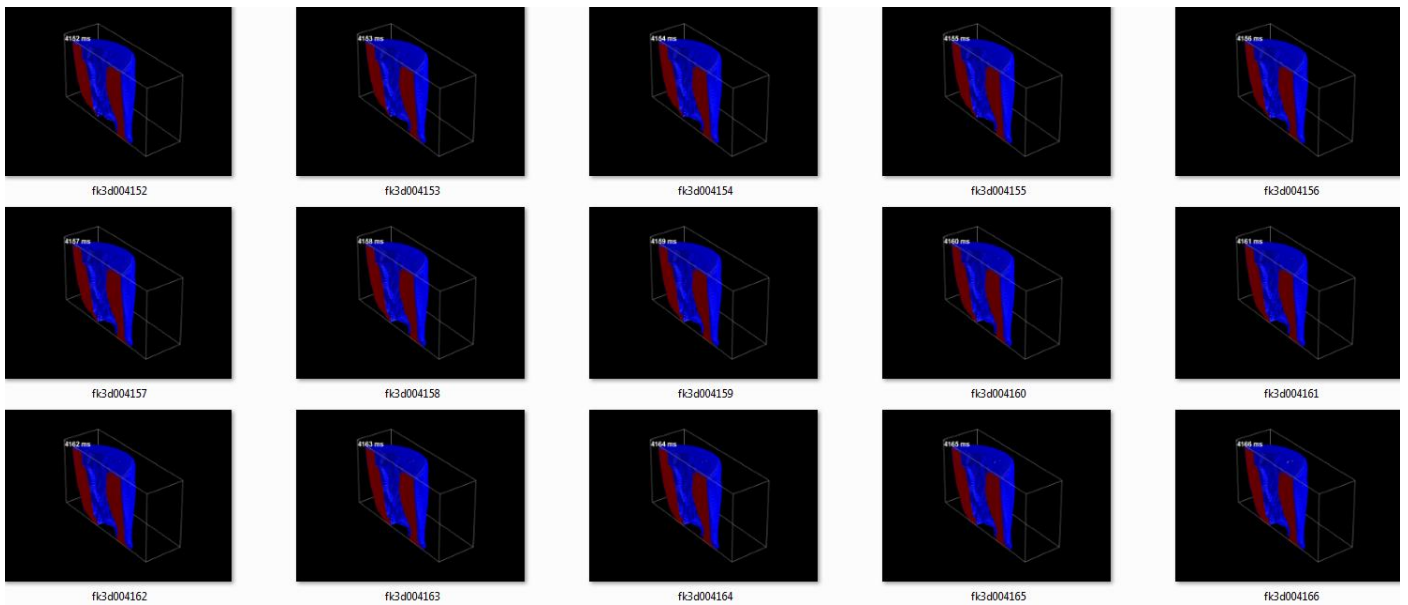 4152 ms 4153 ms 4154 ms 4155 ms 4156 ms
fk3d004152 fk3d004153 fk3d004154 fk3d004155 fk3d004156
4157 ms 4158 ms 4159 ms 4160 ms 4161 ms
fk3d004157 fk3d004158 fk3d004159 fk3d004160 fk3d004161
4162 ms 4163 ms 4164 ms 4165 ms 4166 ms
fk3d004162 fk3d004163 fk3d004164 fk3d004165 fk3d004166